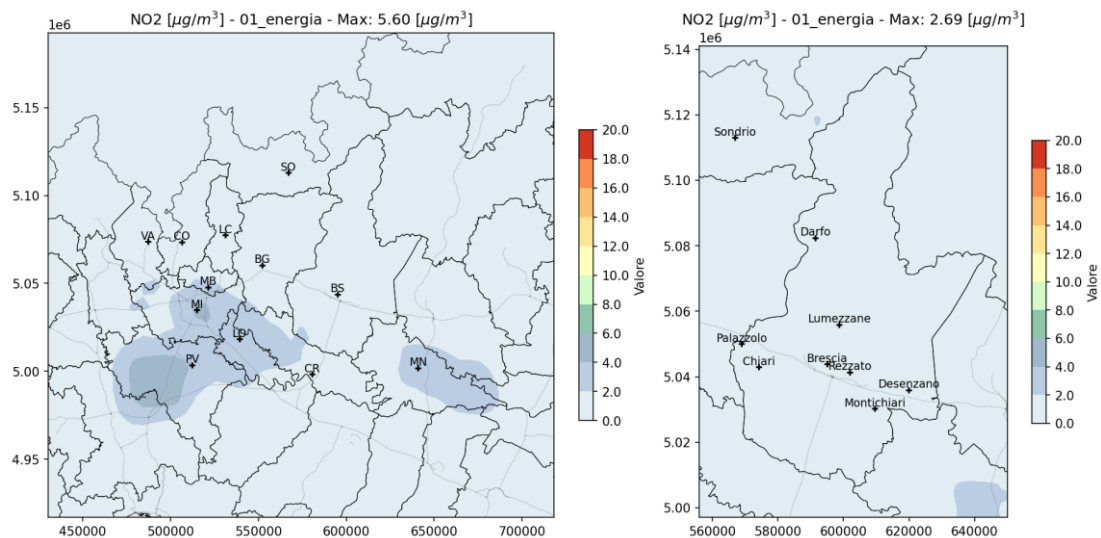 NO2 [μg/m³] - 01_energia - Max: 5.60 [μg/m³]
1e6
5.15
5.10
5.05
5.00
4.95
450000 500000 550000 600000 650000 700000
SO
VA CO LC
BG
MB
BS
MI
LO
PV
MN
CR
20.0
18.0
16.0
14.0
12.0
10.0
8.0
6.0
4.0
2.0
0.0
Valore
NO2 [μg/m³] - 01_energia - Max: 2.69 [μg/m³]
1e6
5.14
5.12
5.10
5.08
5.06
5.04
5.02
5.00
560000 580000 600000 620000 640000
Sondrio
Darfo
Lumezzane
Palazzolo
Chiari
Brescia
Rezzato
Desenzano
Montichiari
20.0
18.0
16.0
14.0
12.0
10.0
8.0
6.0
4.0
2.0
0.0
Valore